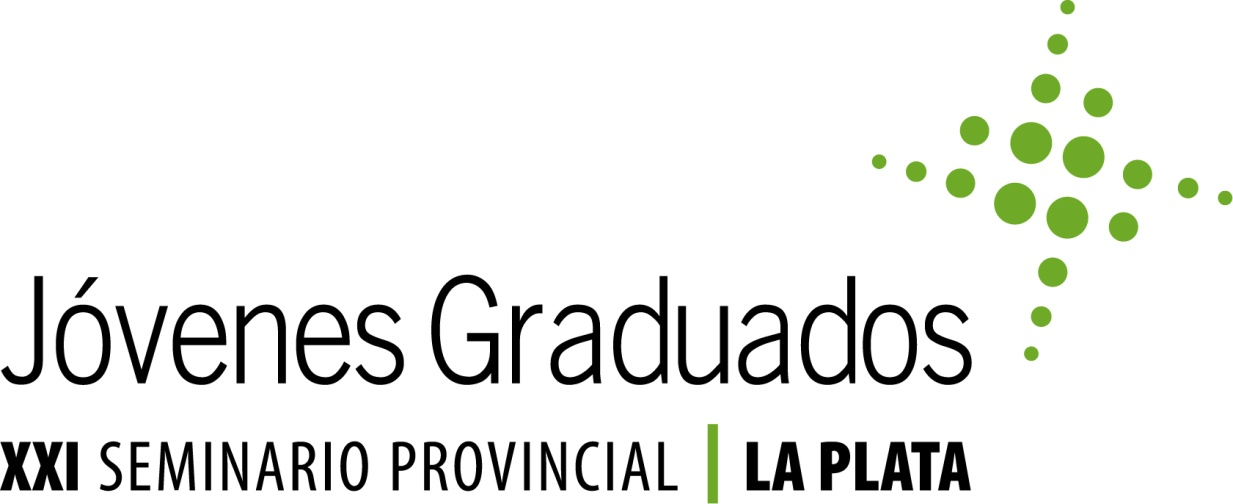 Jóvenes Graduados
XXI SEMINARIO PROVINCIAL | LA PLATA